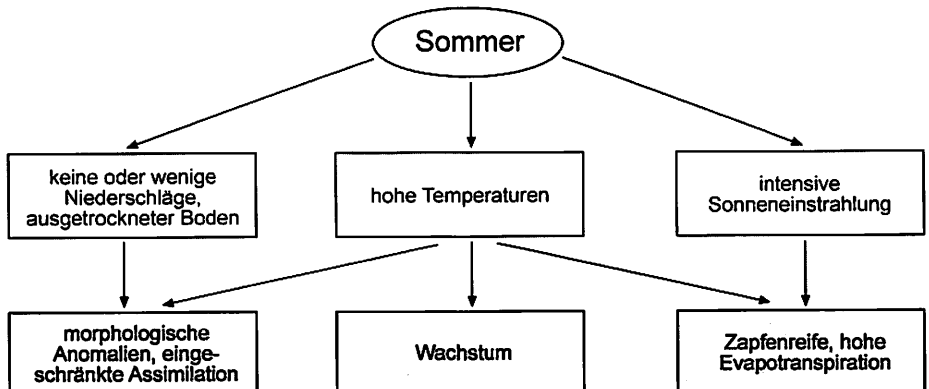 Sommer
keine oder wenige
Niederschläge,
ausgetrockneter Boden
hohe Temperaturen
intensive
Sonneneinstrahlung
morphologische
Anomalien, einge-
schränkte Assimilation
Wachstum
Zapfenreife, hohe
Evapotranspiration